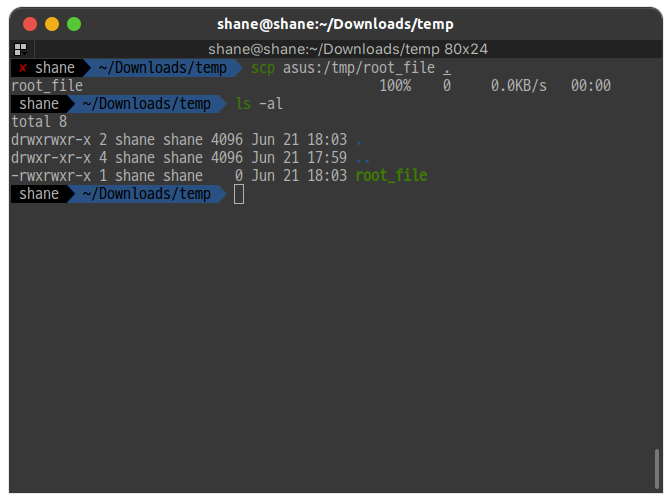 shane@shane:~/Downloads/temp
shane@shane:~/Downloads/temp 80x24
✘ shane ~/Downloads/temp scp asus:/tmp/root_file .
root_file 100% 0 0.0KB/s 00:00
shane ~/Downloads/temp ls -al
total 8
drwxrwxr-x 2 shane shane 4096 Jun 21 18:03 .
drwxr-xr-x 4 shane shane 4096 Jun 21 17:59 ..
-rwxrwxr-x 1 shane shane 0 Jun 21 18:03 root_file
shane ~/Downloads/temp